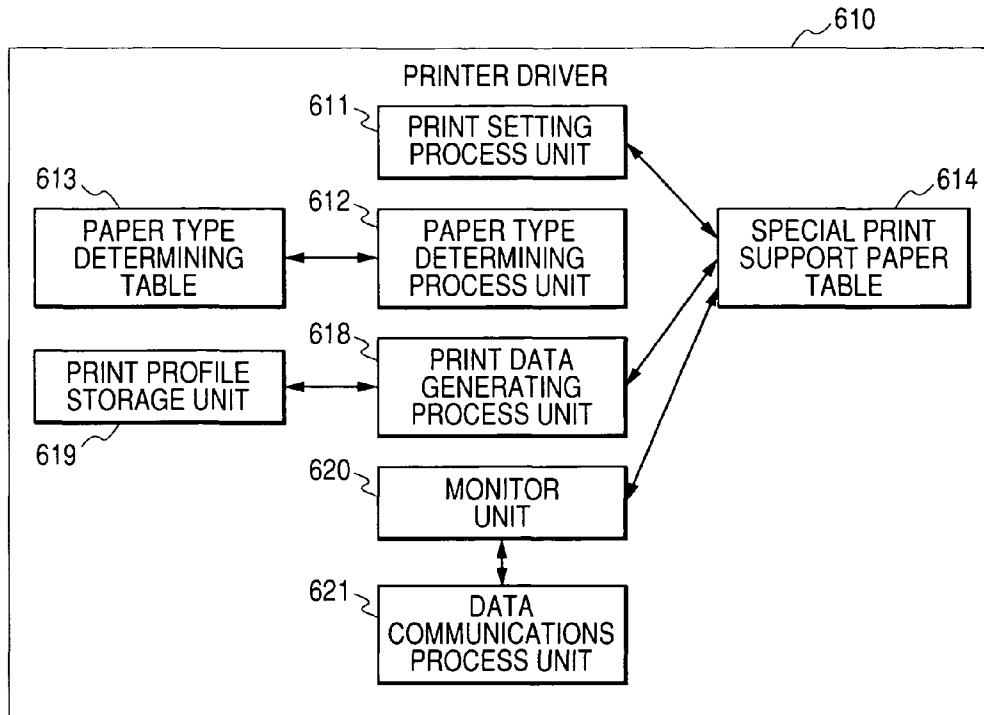 610
PRINTER DRIVER
611
PRINT SETTING
PROCESS UNIT
613
PAPER TYPE
DETERMINING
TABLE
612
PAPER TYPE
DETERMINING
PROCESS UNIT
614
SPECIAL PRINT
SUPPORT PAPER
TABLE
618
PRINT DATA
GENERATING
PROCESS UNIT
PRINT PROFILE
STORAGE UNIT
619
620
MONITOR
UNIT
621
DATA
COMMUNICATIONS
PROCESS UNIT